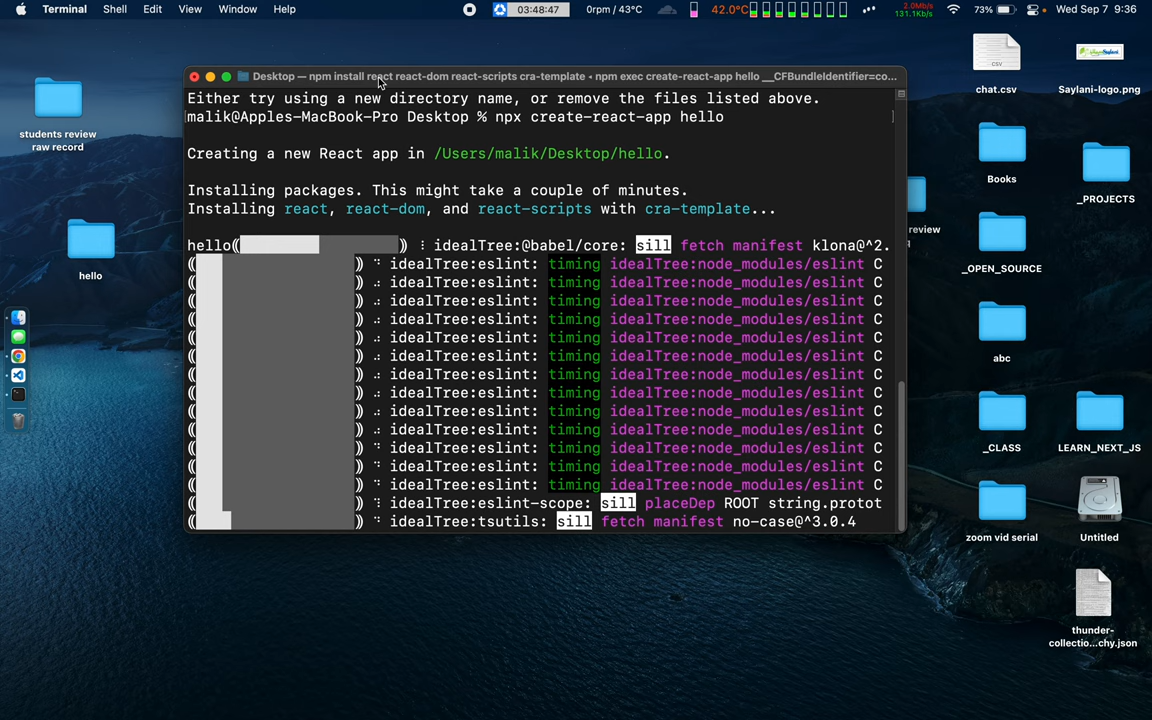 Terminal Shell Edit View Window Help 03:48:47 0rpm / 43°C 42.0°C 2.0Mb/s 131.1Kb/s 73% Wed Sep 7 9:36
Desktop — npm install react react-dom react-scripts cra-template ◂ npm exec create-react-app hello __CFBundleIdentifier=co...
Either try using a new directory name, or remove the files listed above.
malik@Apples-MacBook-Pro Desktop % npx create-react-app hello
Creating a new React app in /Users/malik/Desktop/hello.
Installing packages. This might take a couple of minutes.
Installing react, react-dom, and react-scripts with cra-template...
hello() ⠸ idealTree:@babel/core: sill fetch manifest klona@^2.
() ⠙ idealTree:eslint: timing idealTree:node_modules/eslint C
() ⠴ idealTree:eslint: timing idealTree:node_modules/eslint C
() ⠴ idealTree:eslint: timing idealTree:node_modules/eslint C
() ⠴ idealTree:eslint: timing idealTree:node_modules/eslint C
() ⠴ idealTree:eslint: timing idealTree:node_modules/eslint C
() ⠴ idealTree:eslint: timing idealTree:node_modules/eslint C
() ⠴ idealTree:eslint: timing idealTree:node_modules/eslint C
() ⠴ idealTree:eslint: timing idealTree:node_modules/eslint C
() ⠴ idealTree:eslint: timing idealTree:node_modules/eslint C
() ⠴ idealTree:eslint: timing idealTree:node_modules/eslint C
() ⠙ idealTree:eslint: timing idealTree:node_modules/eslint C
() ⠙ idealTree:eslint: timing idealTree:node_modules/eslint C
() ⠙ idealTree:eslint: timing idealTree:node_modules/eslint C
() ⠹ idealTree:eslint-scope: sill placeDep ROOT string.protot
() ⠙ idealTree:tsutils: sill fetch manifest no-case@^3.0.4
students review
raw record
hello
review
CSV
chat.csv
Saylani
Saylani-logo.png
Books
_PROJECTS
_OPEN_SOURCE
abc
_CLASS
LEARN_NEXT_JS
zoom vid serial
Untitled
thunder-
collectio...chy.json